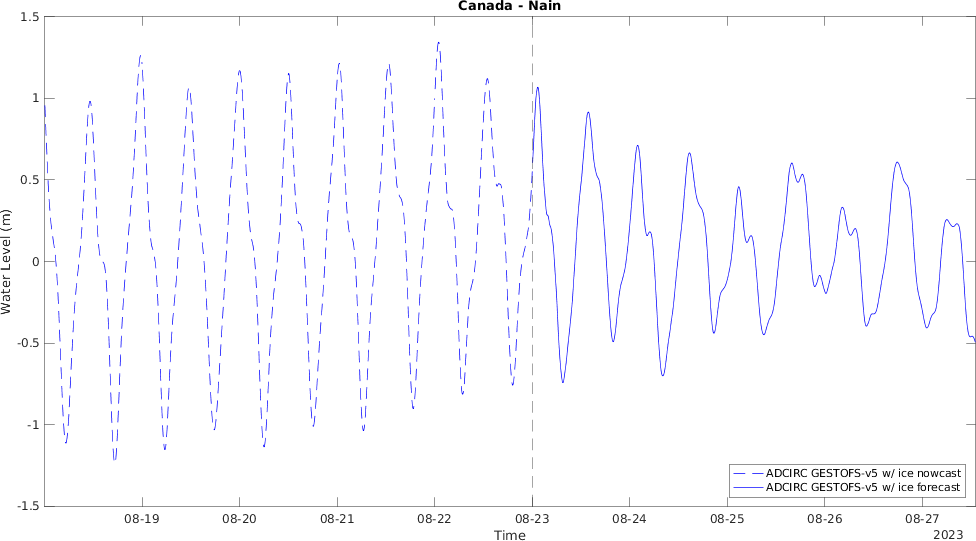 Canada - Nain
1.5
1
0.5
0
-0.5
-1
-1.5
Water Level (m)
ADCIRC GESTOFS-v5 w/ ice nowcast
ADCIRC GESTOFS-v5 w/ ice forecast
08-19 08-20 08-21 08-22 08-23 08-24 08-25 08-26 08-27
Time
2023